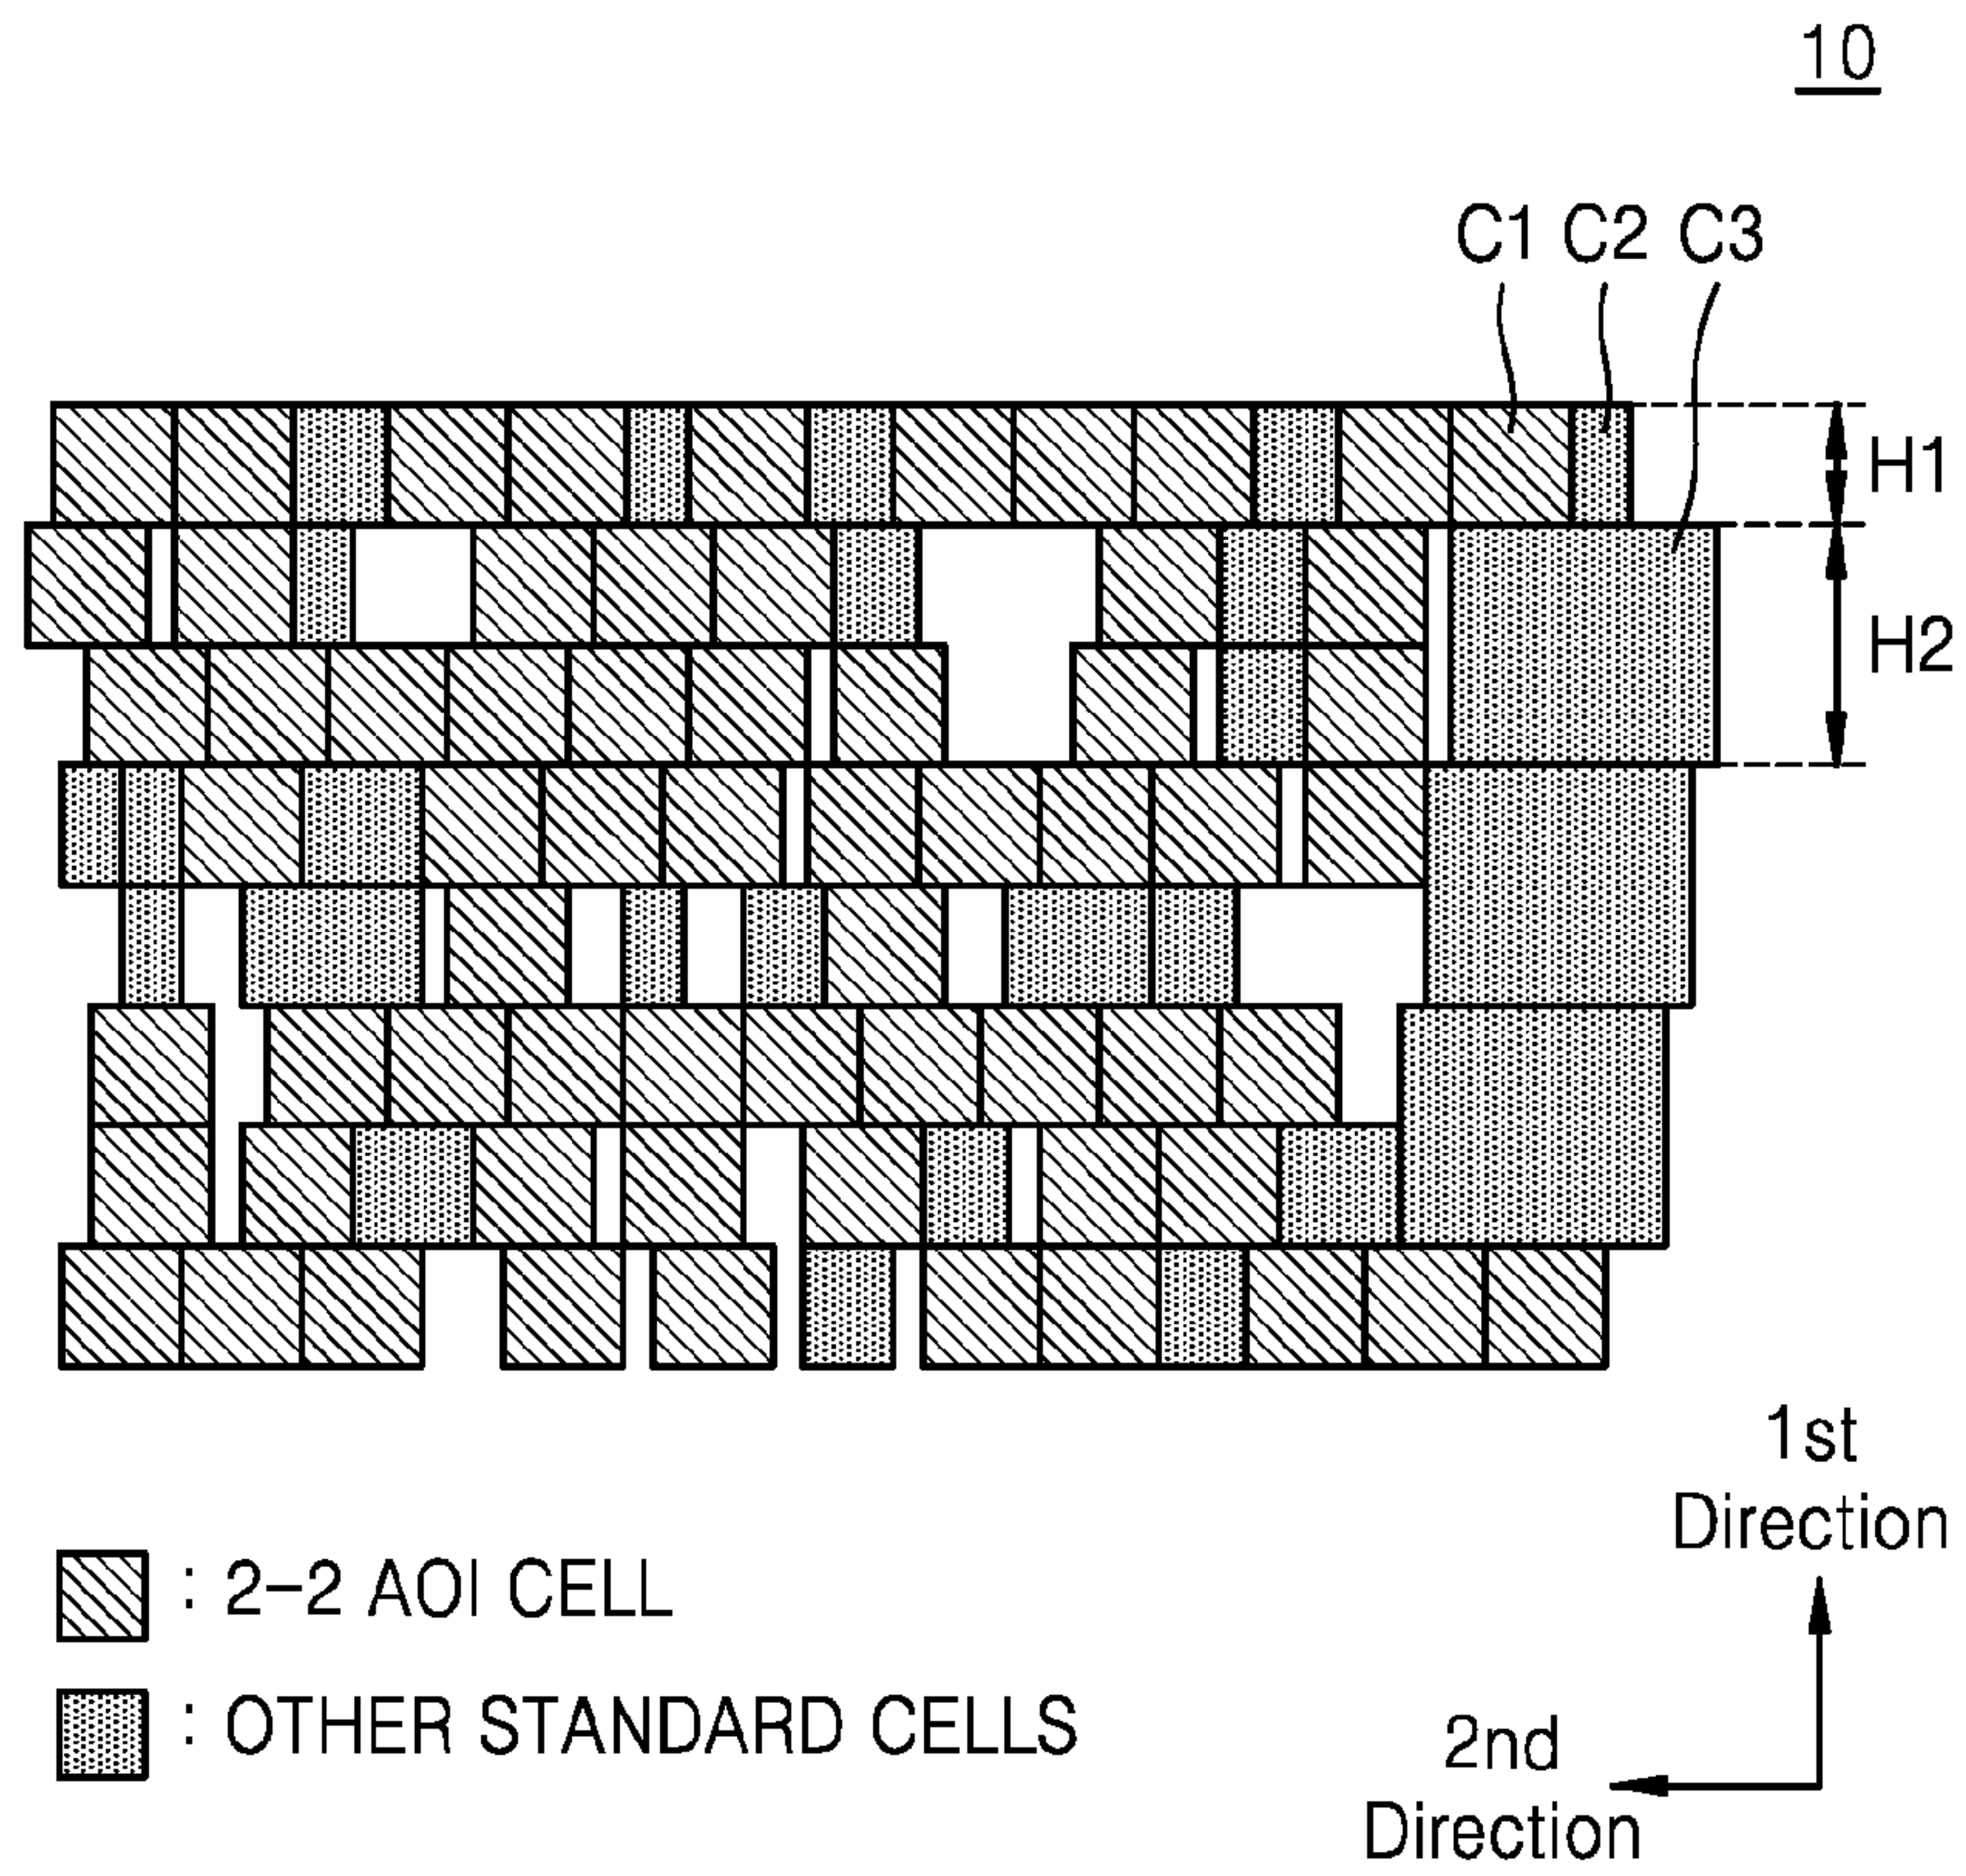 10
C1 C2 C3
H1
H2
1st
Direction
2nd
Direction
: 2-2 AOI CELL
: OTHER STANDARD CELLS